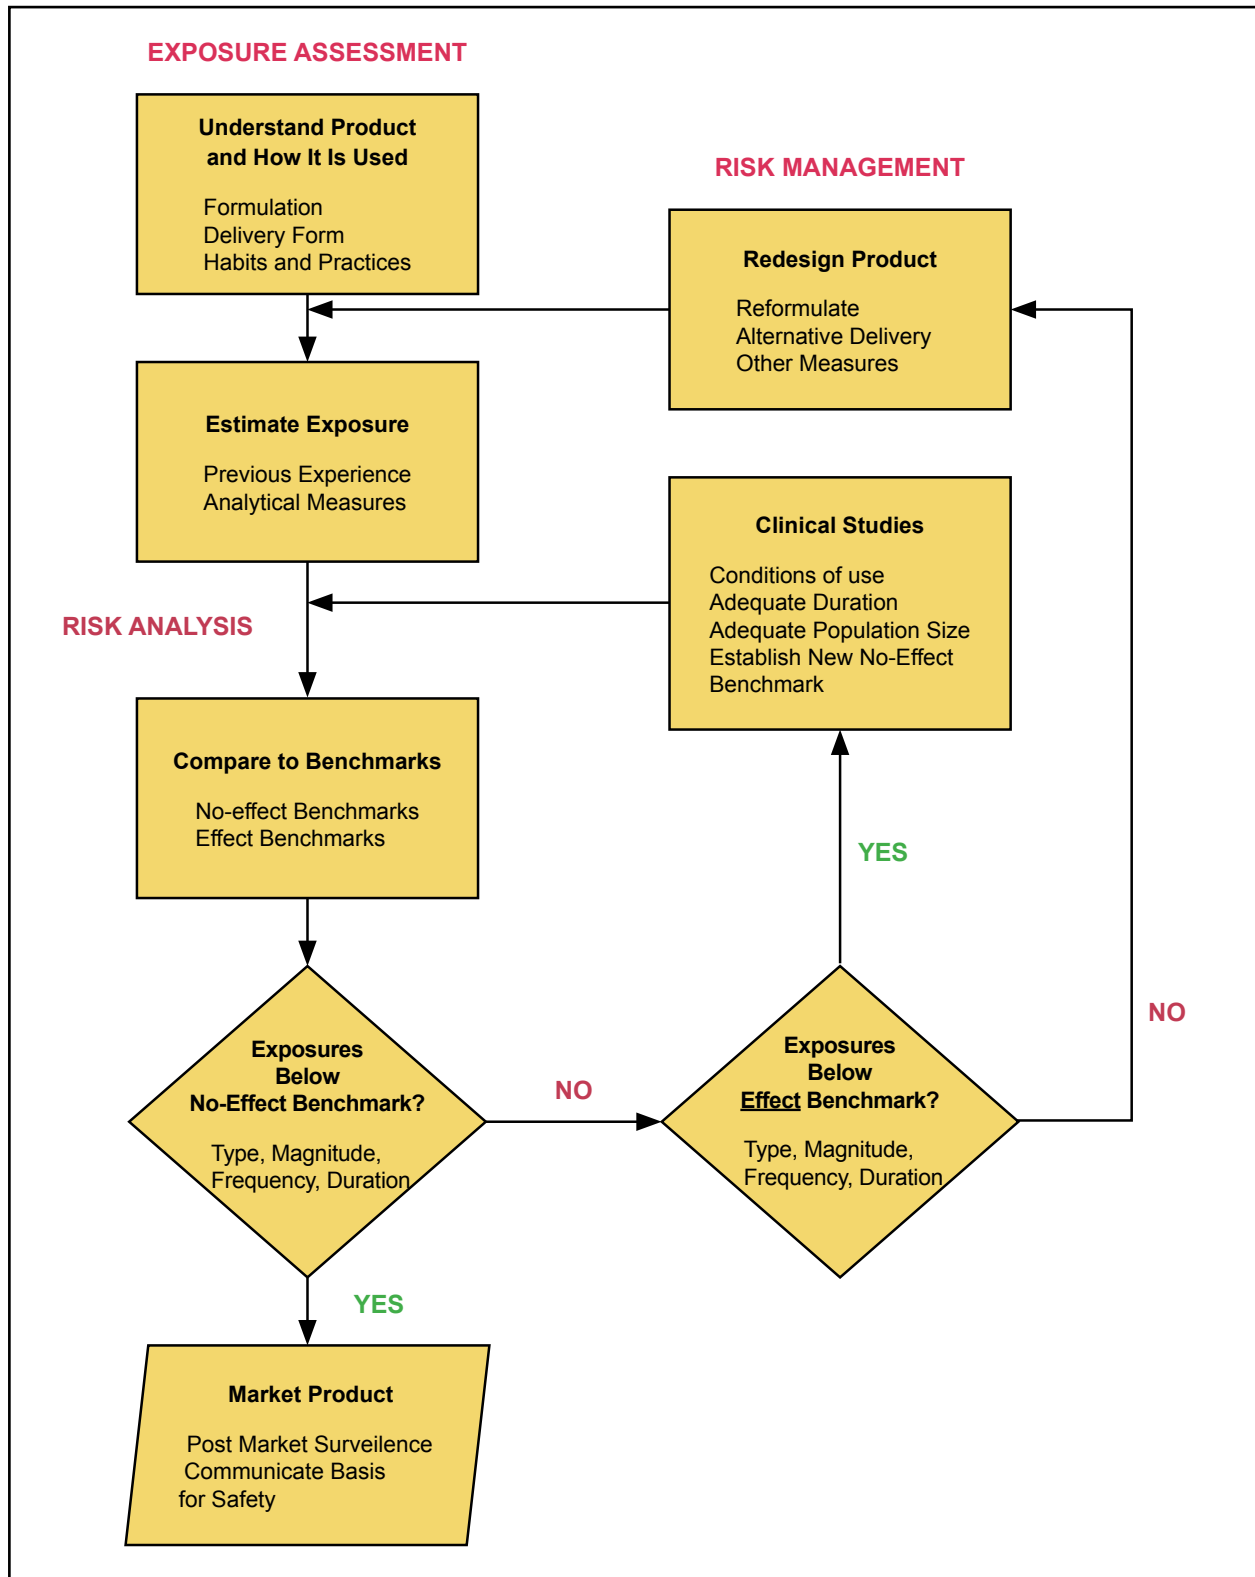 EXPOSURE ASSESSMENT
Understand Product
and How It Is Used
Formulation
Delivery Form
Habits and Practices
RISK MANAGEMENT
Redesign Product
Reformulate
Alternative Delivery
Other Measures
Estimate Exposure
Previous Experience
Analytical Measures
Clinical Studies
Conditions of use
Adequate Duration
Adequate Population Size
Establish New No-Effect
Benchmark
RISK ANALYSIS
Compare to Benchmarks
No-effect Benchmarks
Effect Benchmarks
YES
Exposures
Below
No-Effect Benchmark?
Type, Magnitude,
Frequency, Duration
NO
Exposures
Below
Effect Benchmark?
Type, Magnitude,
Frequency, Duration
NO
YES
Market Product
Post Market Surveilence
Communicate Basis
for Safety